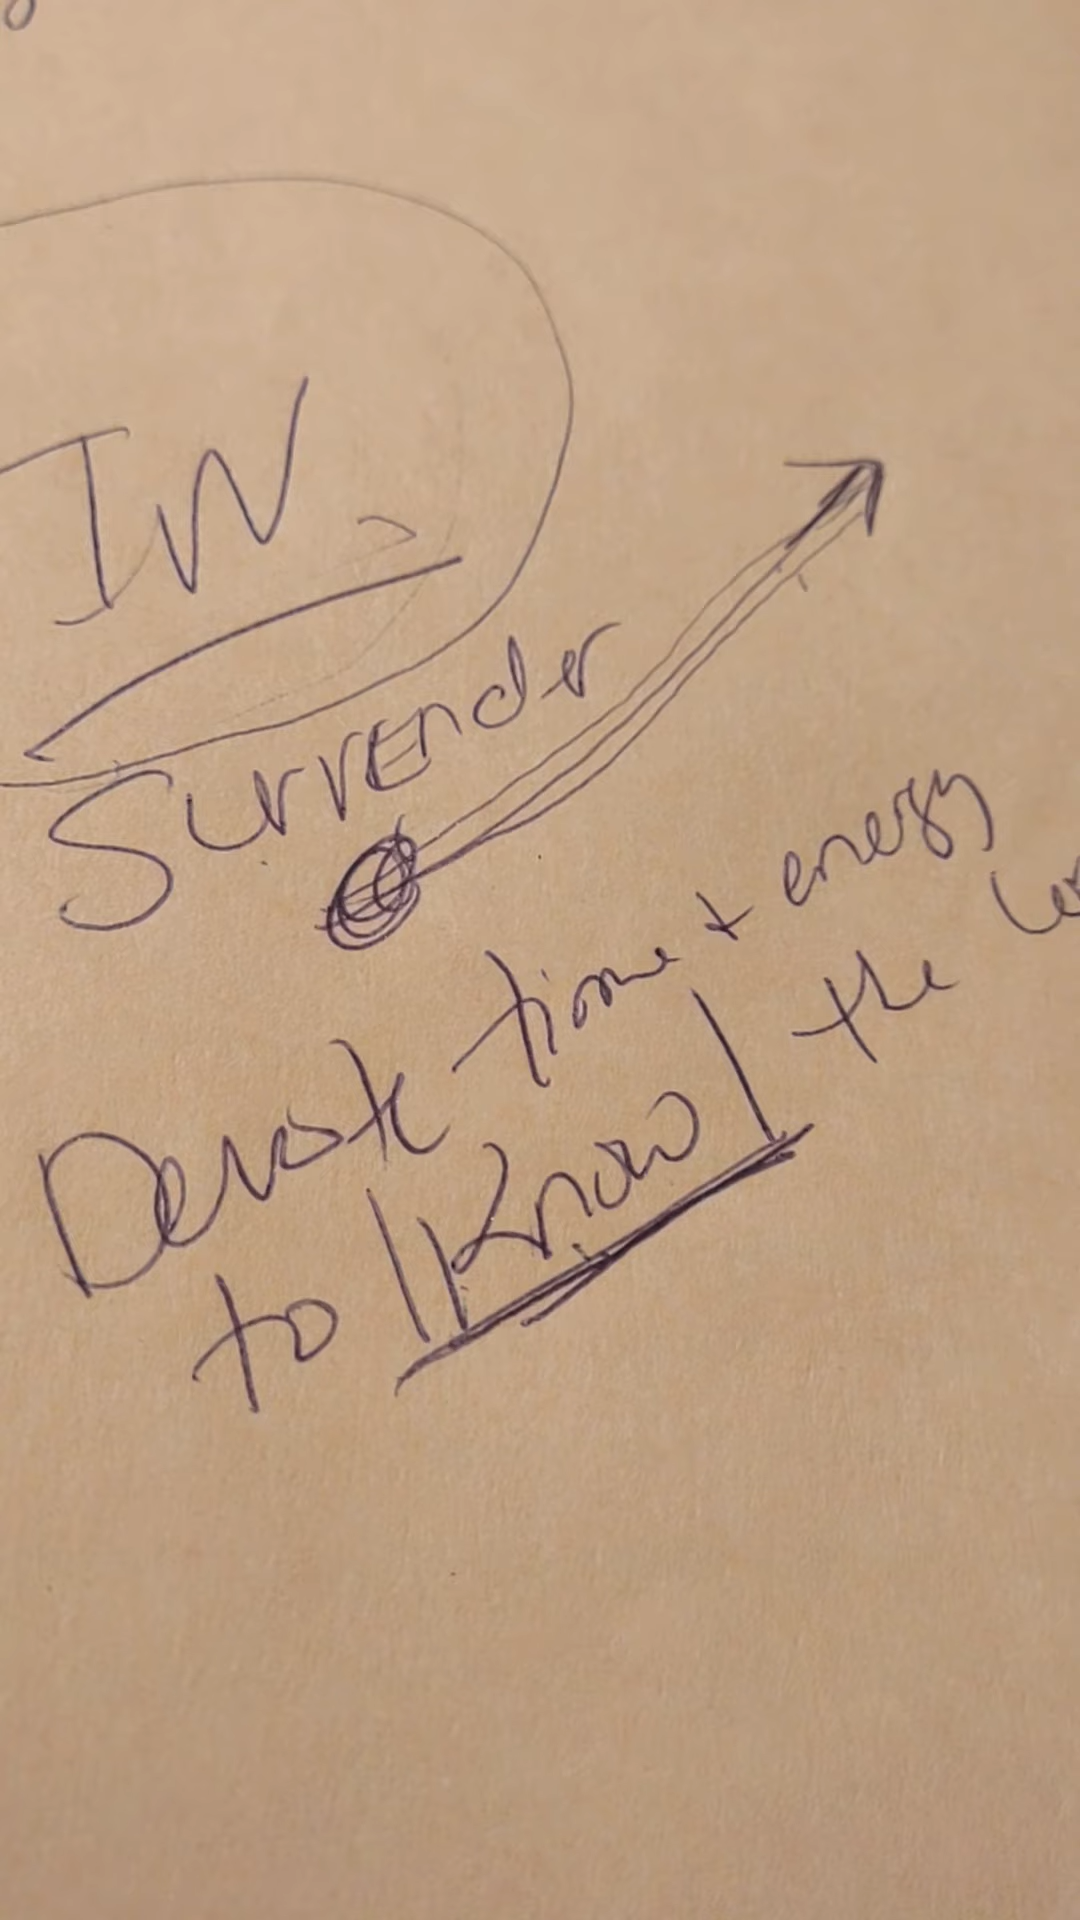 IN
Surrender
Devote time + energy
to Know the